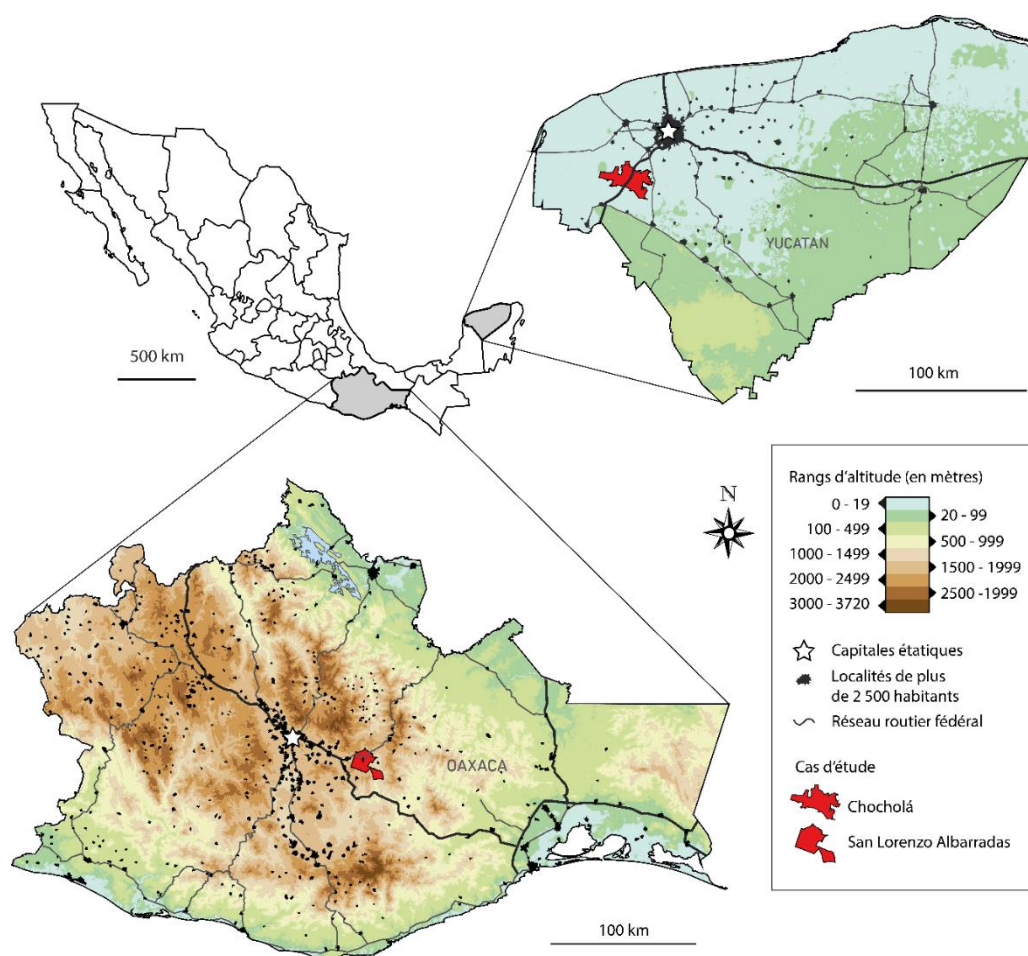 500 km
YUCATAN
100 km
N
Rangs d'altitude (en mètres)
0 - 19
20 - 99
100 - 499
500 - 999
1000 - 1499
1500 - 1999
2000 - 2499
2500 -1999
3000 - 3720
Capitales étatiques
Localités de plus
de 2 500 habitants
Réseau routier fédéral
Cas d'étude
Chocholá
San Lorenzo Albarradas
OAXACA
100 km